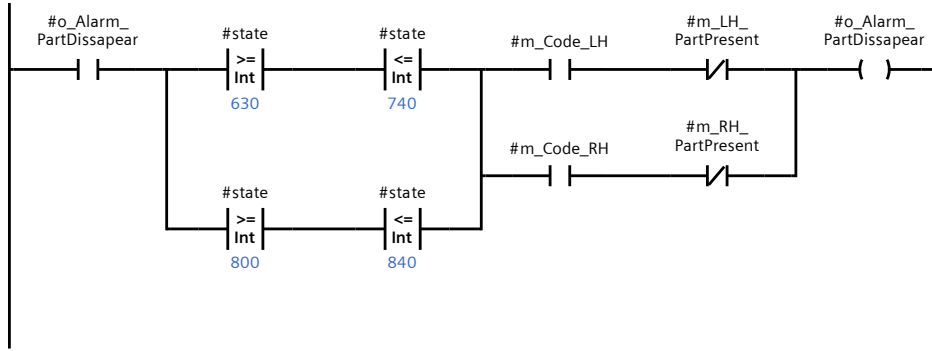 #o_Alarm_
PartDissapear
#state
>=
Int
630
#state
<=
Int
740
#m_Code_LH
#m_LH_
PartPresent
#o_Alarm_
PartDissapear
#m_Code_RH
#m_RH_
PartPresent
#state
>=
Int
800
#state
<=
Int
840